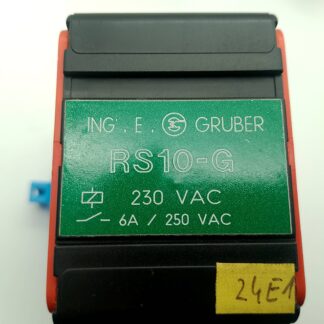 ING. E. GRUBER
RS10-G
230 VAC
6A / 250 VAC
24E1